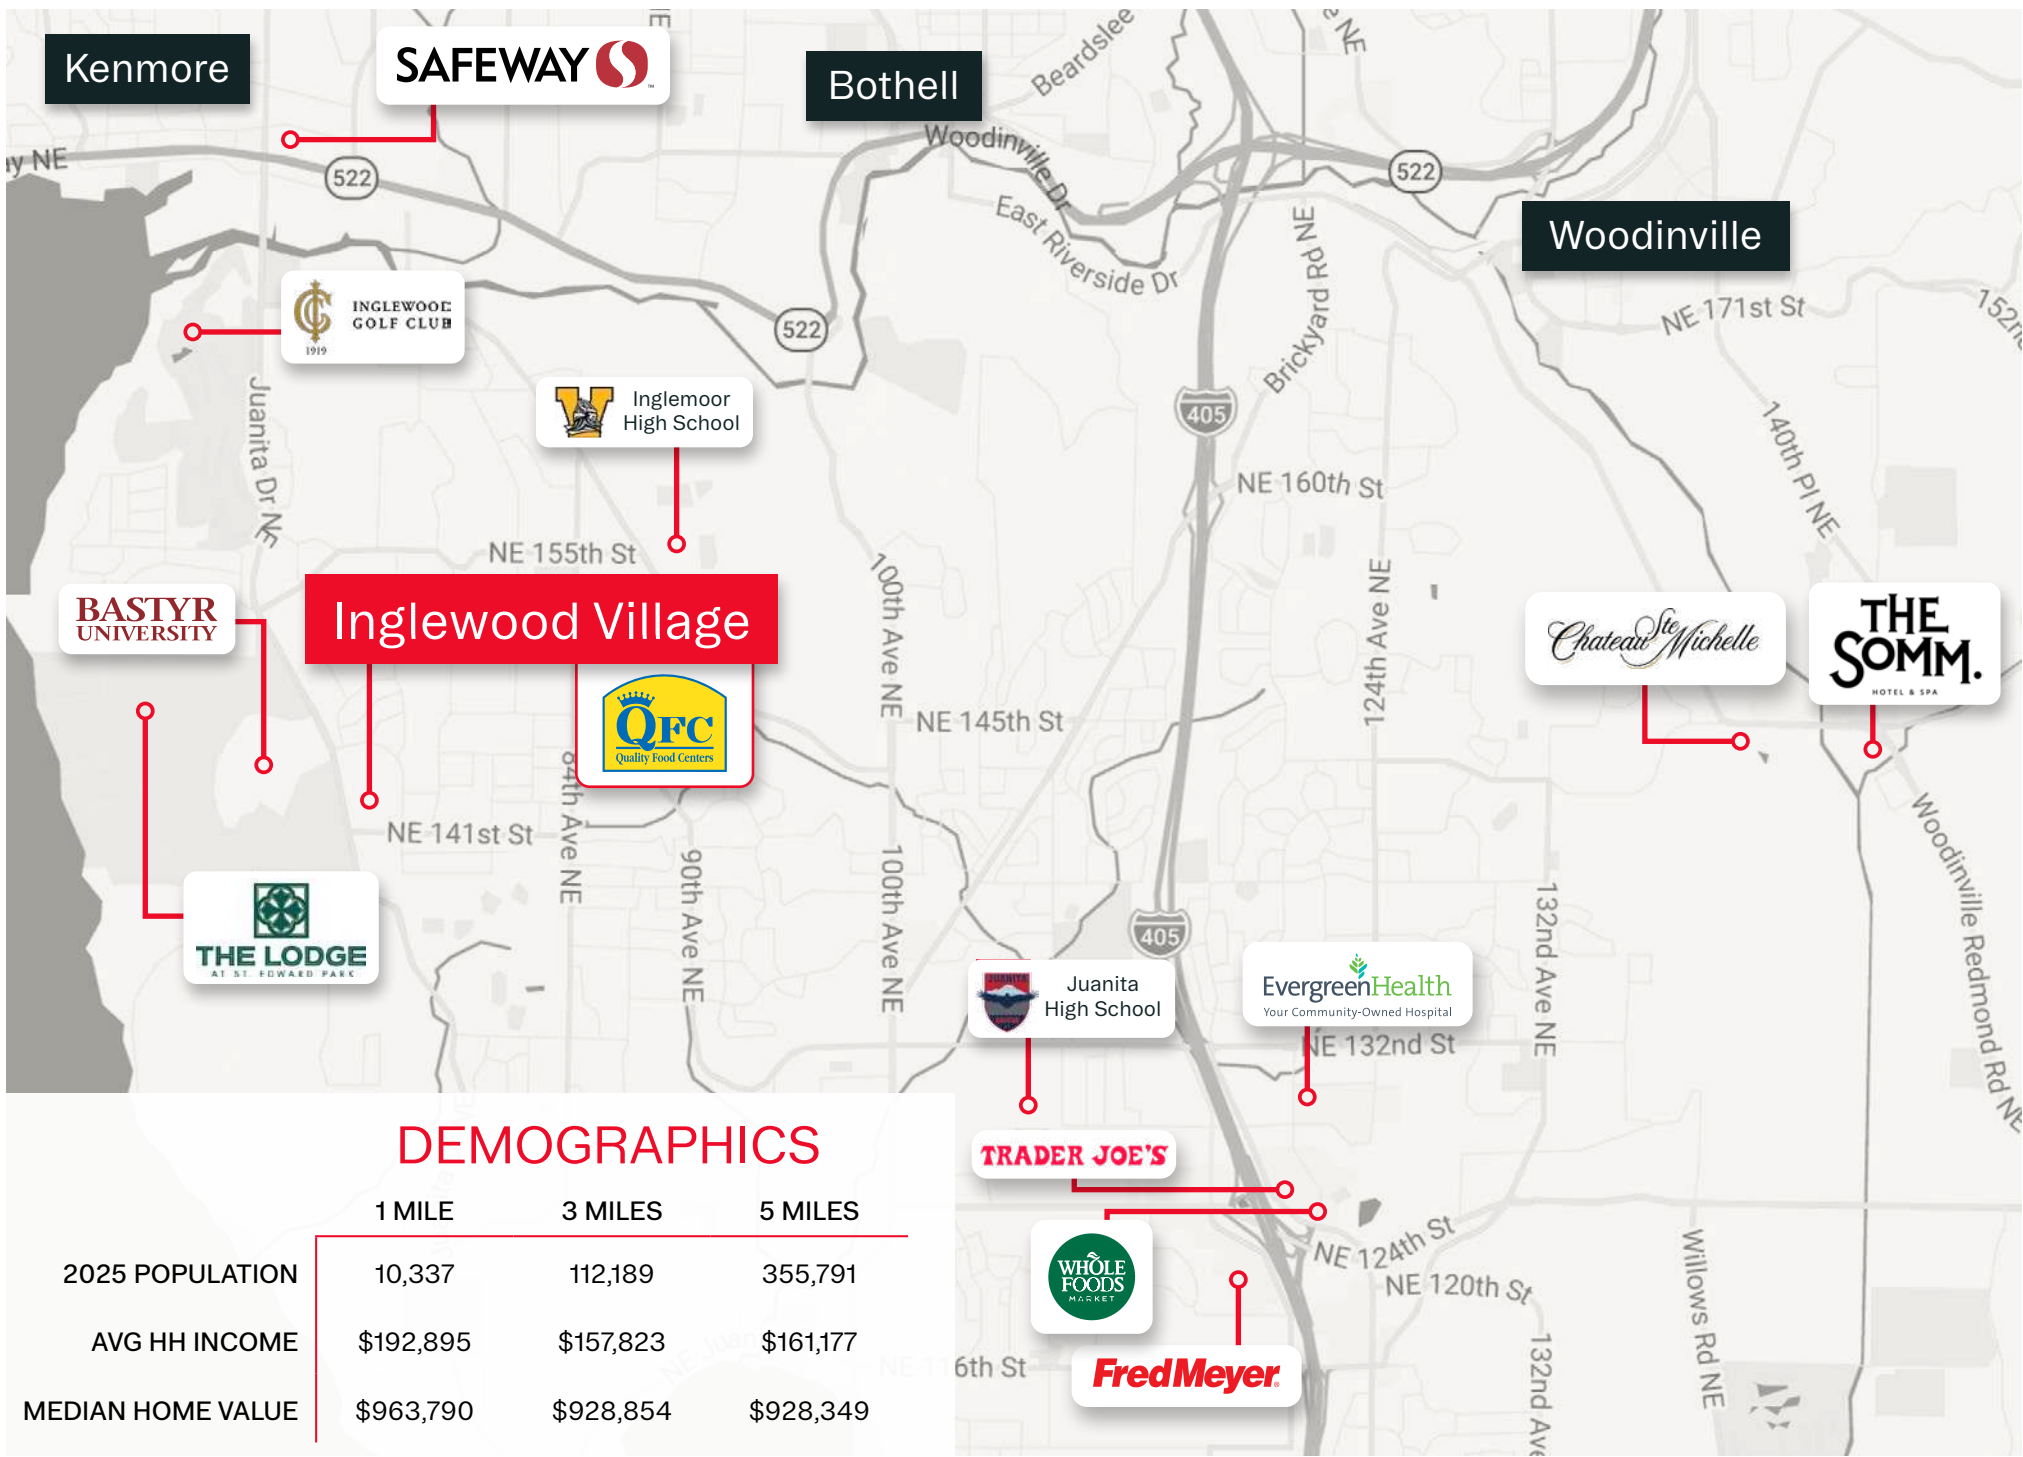 Kenmore
SAFEWAY
Bothell
Beardslee
e NE
NE
Woodinville Dr
y NE
522
522
East Riverside Dr
Brickyard Rd NE
Woodinville
NE 171st St
INGLEWOOD
GOLF CLUB
1919
522
405
140th Pl NE
Juanita Dr NE
Inglemoor
High School
NE 160th St
NE 155th St
100th Ave NE
124th Ave NE
BASTYR
UNIVERSITY
Inglewood Village
QFC
Quality Food Centers
Chateau Ste Michelle
THE
SOMM.
HOTEL & SPA
NE 145th St
84th Ave NE
NE 141st St
90th Ave NE
100th Ave NE
132nd Ave NE
Woodinville Redmond Rd NE
THE LODGE
AT ST. EDWARD PARK
405
JUANITA
Juanita
High School
EvergreenHealth
Your Community-Owned Hospital
NE 132nd St
TRADER JOE'S
WHOLE
FOODS
MARKET
NE 124th St
NE 120th St
Willows Rd NE
132nd Ave
FredMeyer
NE 116th St
DEMOGRAPHICS
1 MILE 3 MILES 5 MILES
2025 POPULATION 10,337 112,189 355,791
AVG HH INCOME $192,895 $157,823 $161,177
MEDIAN HOME VALUE $963,790 $928,854 $928,349